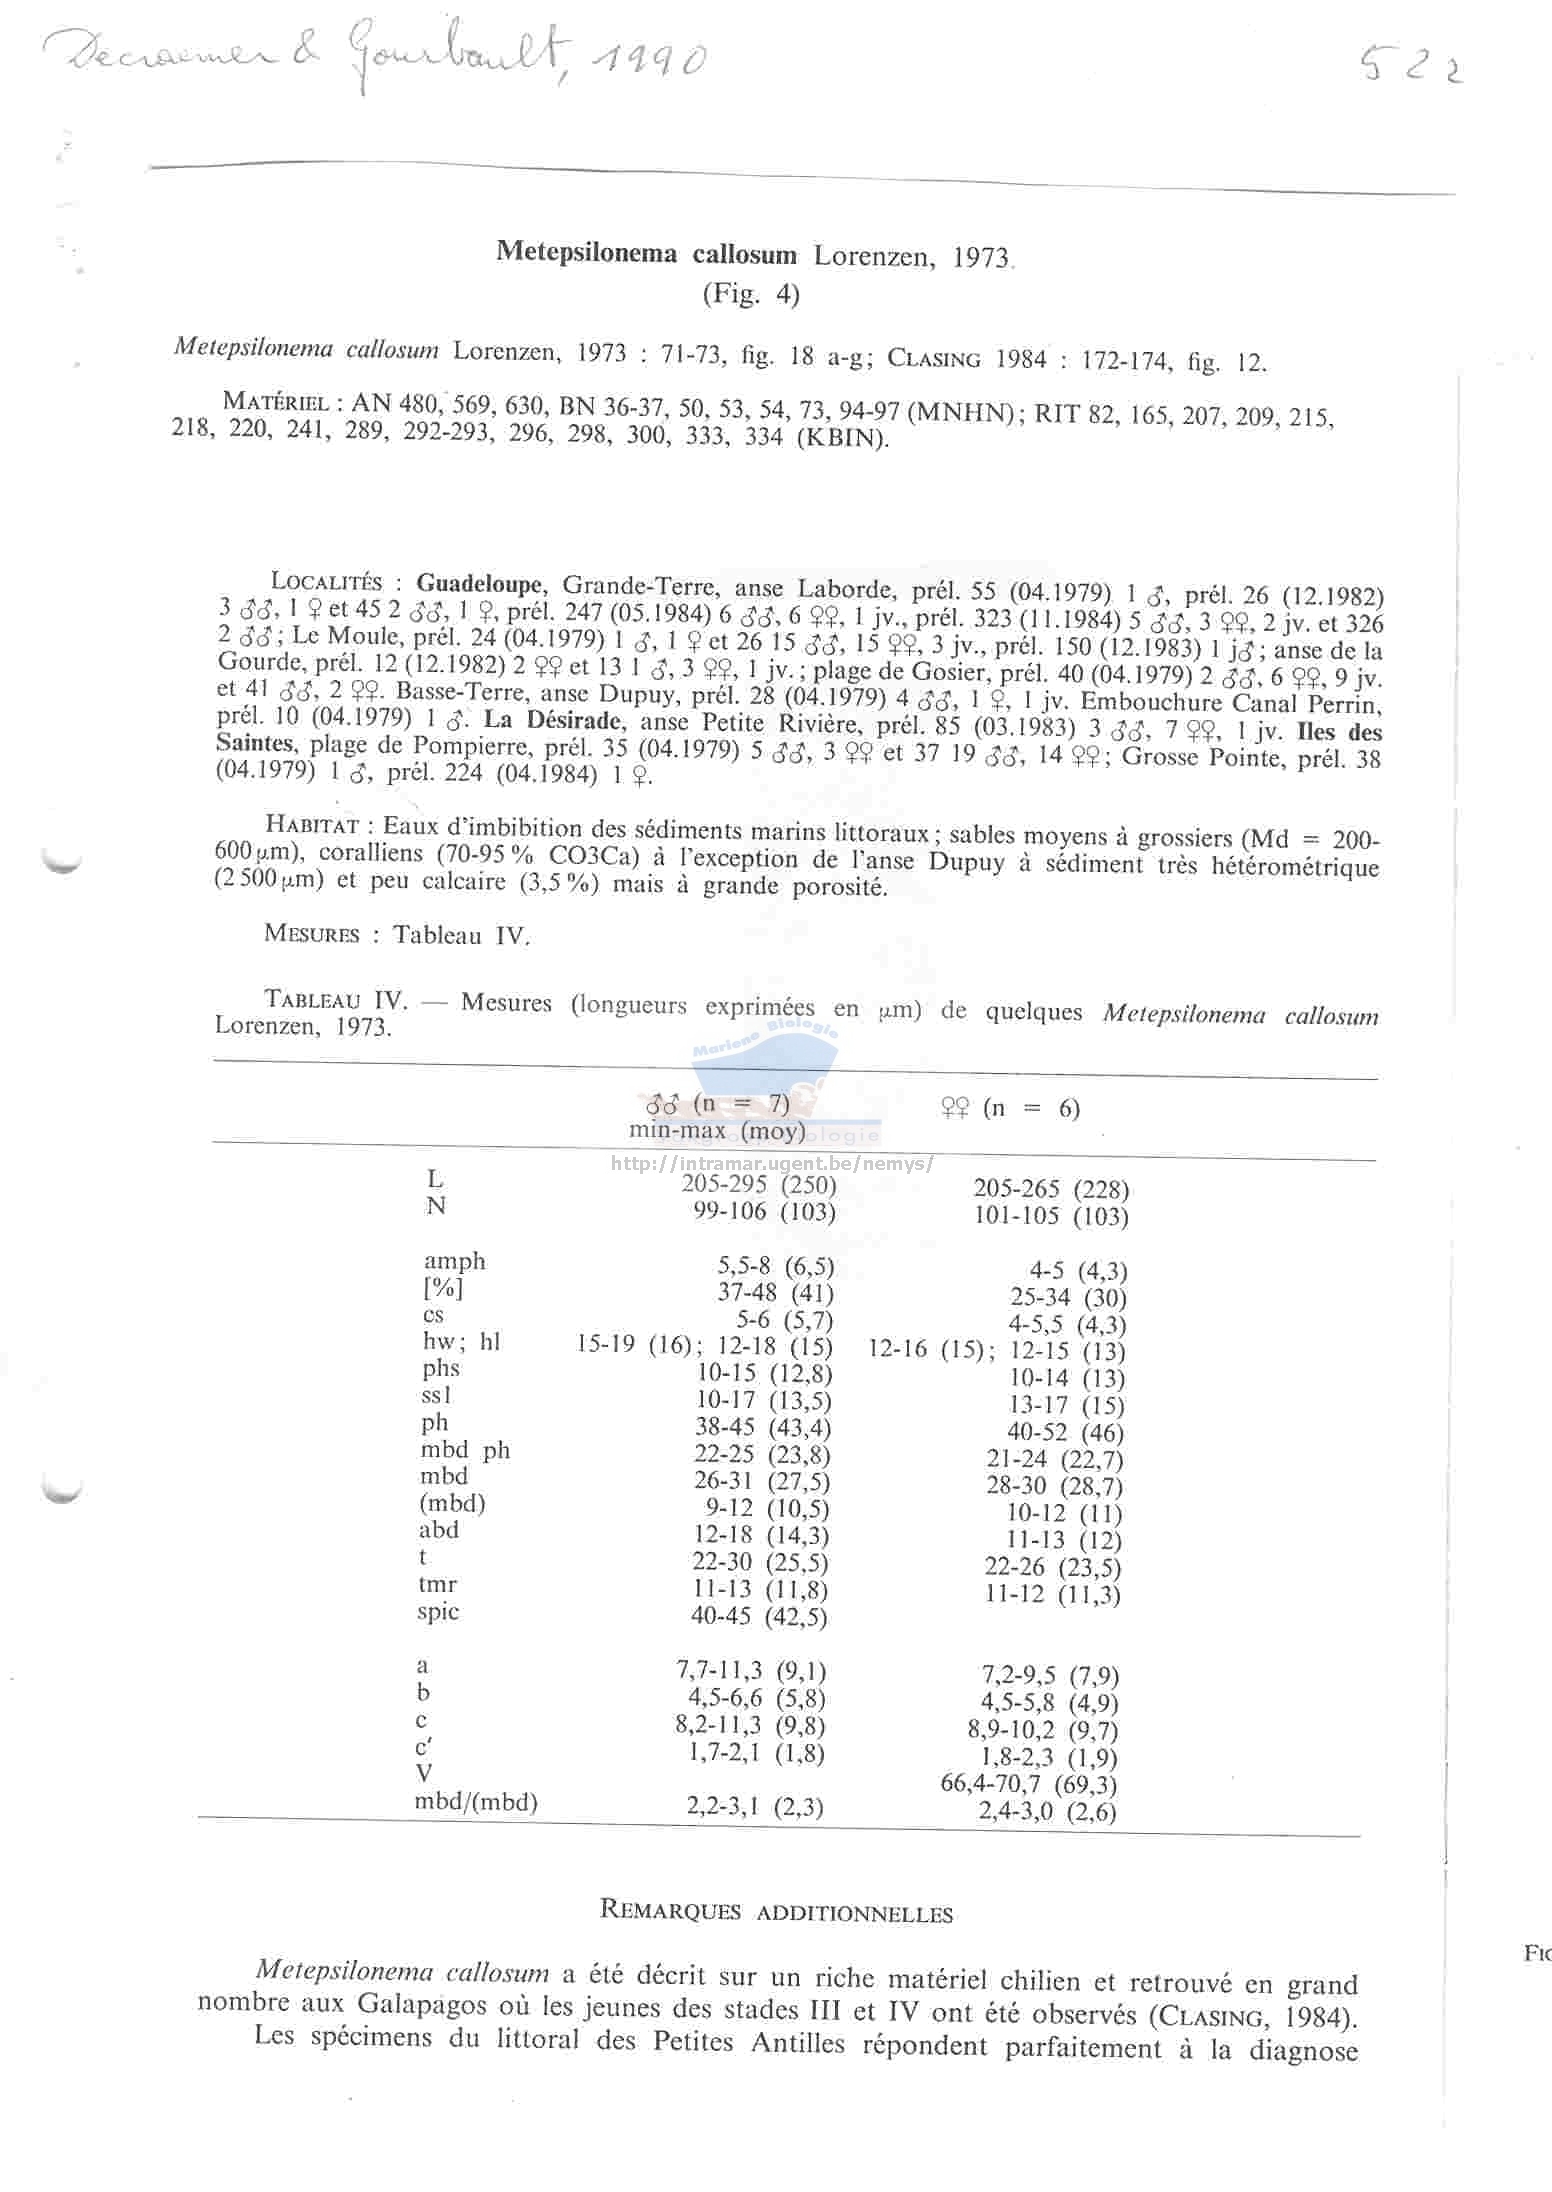 Decraemer & Gourbault, 1990 522
Metepsilonema callosum Lorenzen, 1973.
(Fig. 4)
Metepsilonema callosum Lorenzen, 1973 : 71-73, fig. 18 a-g; CLASING 1984 : 172-174, fig. 12.
MATÉRIEL : AN 480, 569, 630, BN 36-37, 50, 53, 54, 73, 94-97 (MNHN); RIT 82, 165, 207, 209, 215,
218, 220, 241, 289, 292-293, 296, 298, 300, 333, 334 (KBIN).
LOCALITÉS : Guadeloupe, Grande-Terre, anse Laborde, prél. 55 (04.1979) 1 ♂, prél. 26 (12.1982)
3 ♂♂, 1 ♀ et 45 2 ♂♂, 1 ♀, prél. 247 (05.1984) 6 ♂♂, 6 ♀♀, 1 jv., prél. 323 (11.1984) 5 ♂♂, 3 ♀♀, 2 jv. et 326
2 ♂♂; Le Moule, prél. 24 (04.1979) 1 ♂, 1 ♀ et 26 15 ♂♂, 15 ♀♀, 3 jv., prél. 150 (12.1983) 1 j♂; anse de la
Gourde, prél. 12 (12.1982) 2 ♀♀ et 13 1 ♂, 3 ♀♀, 1 jv.; plage de Gosier, prél. 40 (04.1979) 2 ♂♂, 6 ♀♀, 9 jv.
et 41 ♂♂, 2 ♀♀. Basse-Terre, anse Dupuy, prél. 28 (04.1979) 4 ♂♂, 1 ♀, 1 jv. Embouchure Canal Perrin,
prél. 10 (04.1979) 1 ♂. La Désirade, anse Petite Rivière, prél. 85 (03.1983) 3 ♂♂, 7 ♀♀, 1 jv. Iles des
Saintes, plage de Pompierre, prél. 35 (04.1979) 5 ♂♂, 3 ♀♀ et 37 19 ♂♂, 14 ♀♀; Grosse Pointe, prél. 38
(04.1979) 1 ♂, prél. 224 (04.1984) 1 ♀.
HABITAT : Eaux d'imbibition des sédiments marins littoraux; sables moyens à grossiers (Md = 200-
600 µm), coralliens (70-95 % CO3Ca) à l'exception de l'anse Dupuy à sédiment très hétérométrique
(2 500 µm) et peu calcaire (3,5 %) mais à grande porosité.
MESURES : Tableau IV.
TABLEAU IV. — Mesures (longueurs exprimées en µm) de quelques Metepsilonema callosum
Lorenzen, 1973.
Mariene Biologie
♂♂ (n = 7) ♀♀ (n = 6)
min-max (moy)
http://intramar.ugent.be/nemys/
L 205-295 (250) 205-265 (228)
N 99-106 (103) 101-105 (103)
amph 5,5-8 (6,5) 4-5 (4,3)
[%] 37-48 (41) 25-34 (30)
cs 5-6 (5,7) 4-5,5 (4,3)
hw; hl 15-19 (16); 12-18 (15) 12-16 (15); 12-15 (13)
phs 10-15 (12,8) 10-14 (13)
ssl 10-17 (13,5) 13-17 (15)
ph 38-45 (43,4) 40-52 (46)
mbd ph 22-25 (23,8) 21-24 (22,7)
mbd 26-31 (27,5) 28-30 (28,7)
(mbd) 9-12 (10,5) 10-12 (11)
abd 12-18 (14,3) 11-13 (12)
t 22-30 (25,5) 22-26 (23,5)
tmr 11-13 (11,8) 11-12 (11,3)
spic 40-45 (42,5)
a 7,7-11,3 (9,1) 7,2-9,5 (7,9)
b 4,5-6,6 (5,8) 4,5-5,8 (4,9)
c 8,2-11,3 (9,8) 8,9-10,2 (9,7)
c' 1,7-2,1 (1,8) 1,8-2,3 (1,9)
V 66,4-70,7 (69,3)
mbd/(mbd) 2,2-3,1 (2,3) 2,4-3,0 (2,6)
REMARQUES ADDITIONNELLES
FIG
Metepsilonema callosum a été décrit sur un riche matériel chilien et retrouvé en grand
nombre aux Galapagos où les jeunes des stades III et IV ont été observés (CLASING, 1984).
Les spécimens du littoral des Petites Antilles répondent parfaitement à la diagnose